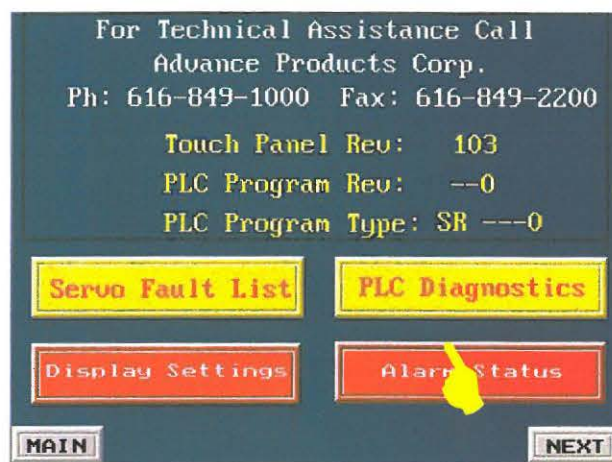 For Technical Assistance Call
Advance Products Corp.
Ph: 616-849-1000 Fax: 616-849-2200
Touch Panel Rev: 103
PLC Program Rev: --0
PLC Program Type: SR ---0
Servo Fault List PLC Diagnostics
Display Settings Alarm Status
MAIN NEXT